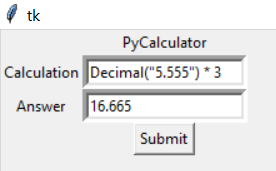 tk
PyCalculator
Calculation Decimal("5.555") * 3
Answer 16.665
Submit